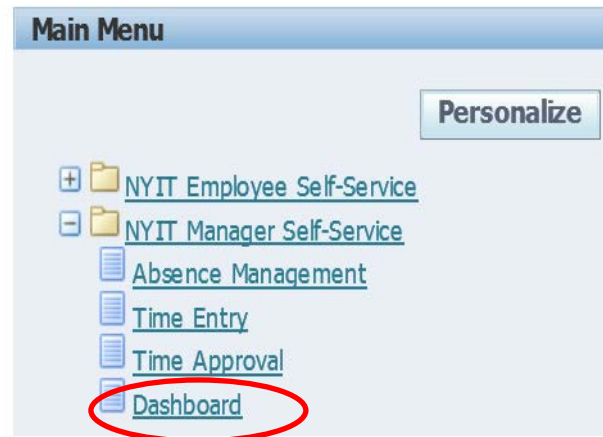 Main Menu
Personalize
NYIT Employee Self-Service
NYIT Manager Self-Service
Absence Management
Time Entry
Time Approval
Dashboard